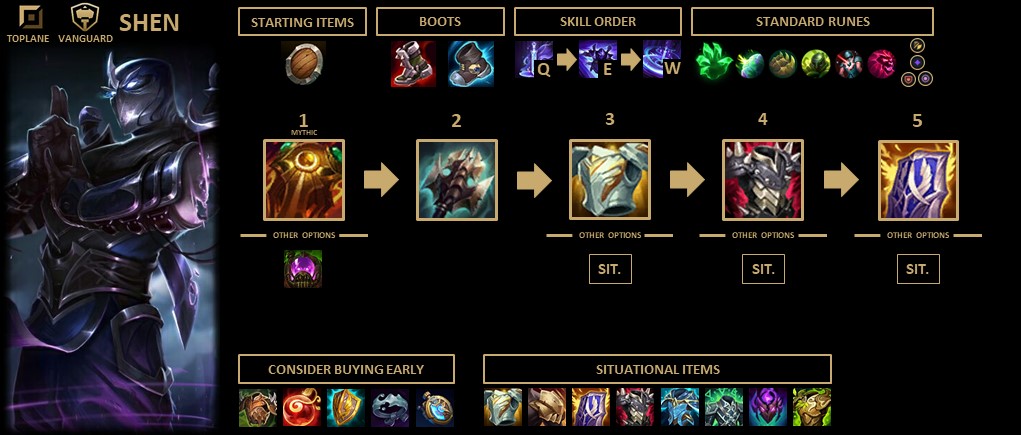 TOPLANE VANGUARD SHEN
STARTING ITEMS
BOOTS
SKILL ORDER
STANDARD RUNES
Q E W
1 2 3 4 5
MYTHIC
OTHER OPTIONS OTHER OPTIONS OTHER OPTIONS OTHER OPTIONS
SIT. SIT. SIT.
CONSIDER BUYING EARLY
SITUATIONAL ITEMS